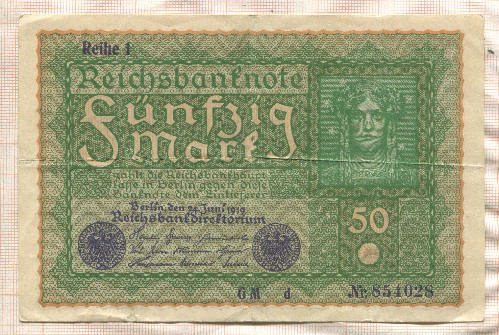 Reihe 1
Reichsbanknote
Fünfzig
Mark
zahlt die Reichsbankhaupt
kasse in Berlin gegen diese
Banknote dem Einlieferer
Berlin, den 24. Juni 1919
Reichsbankdirektorium
50
G M d
Nr. 854028